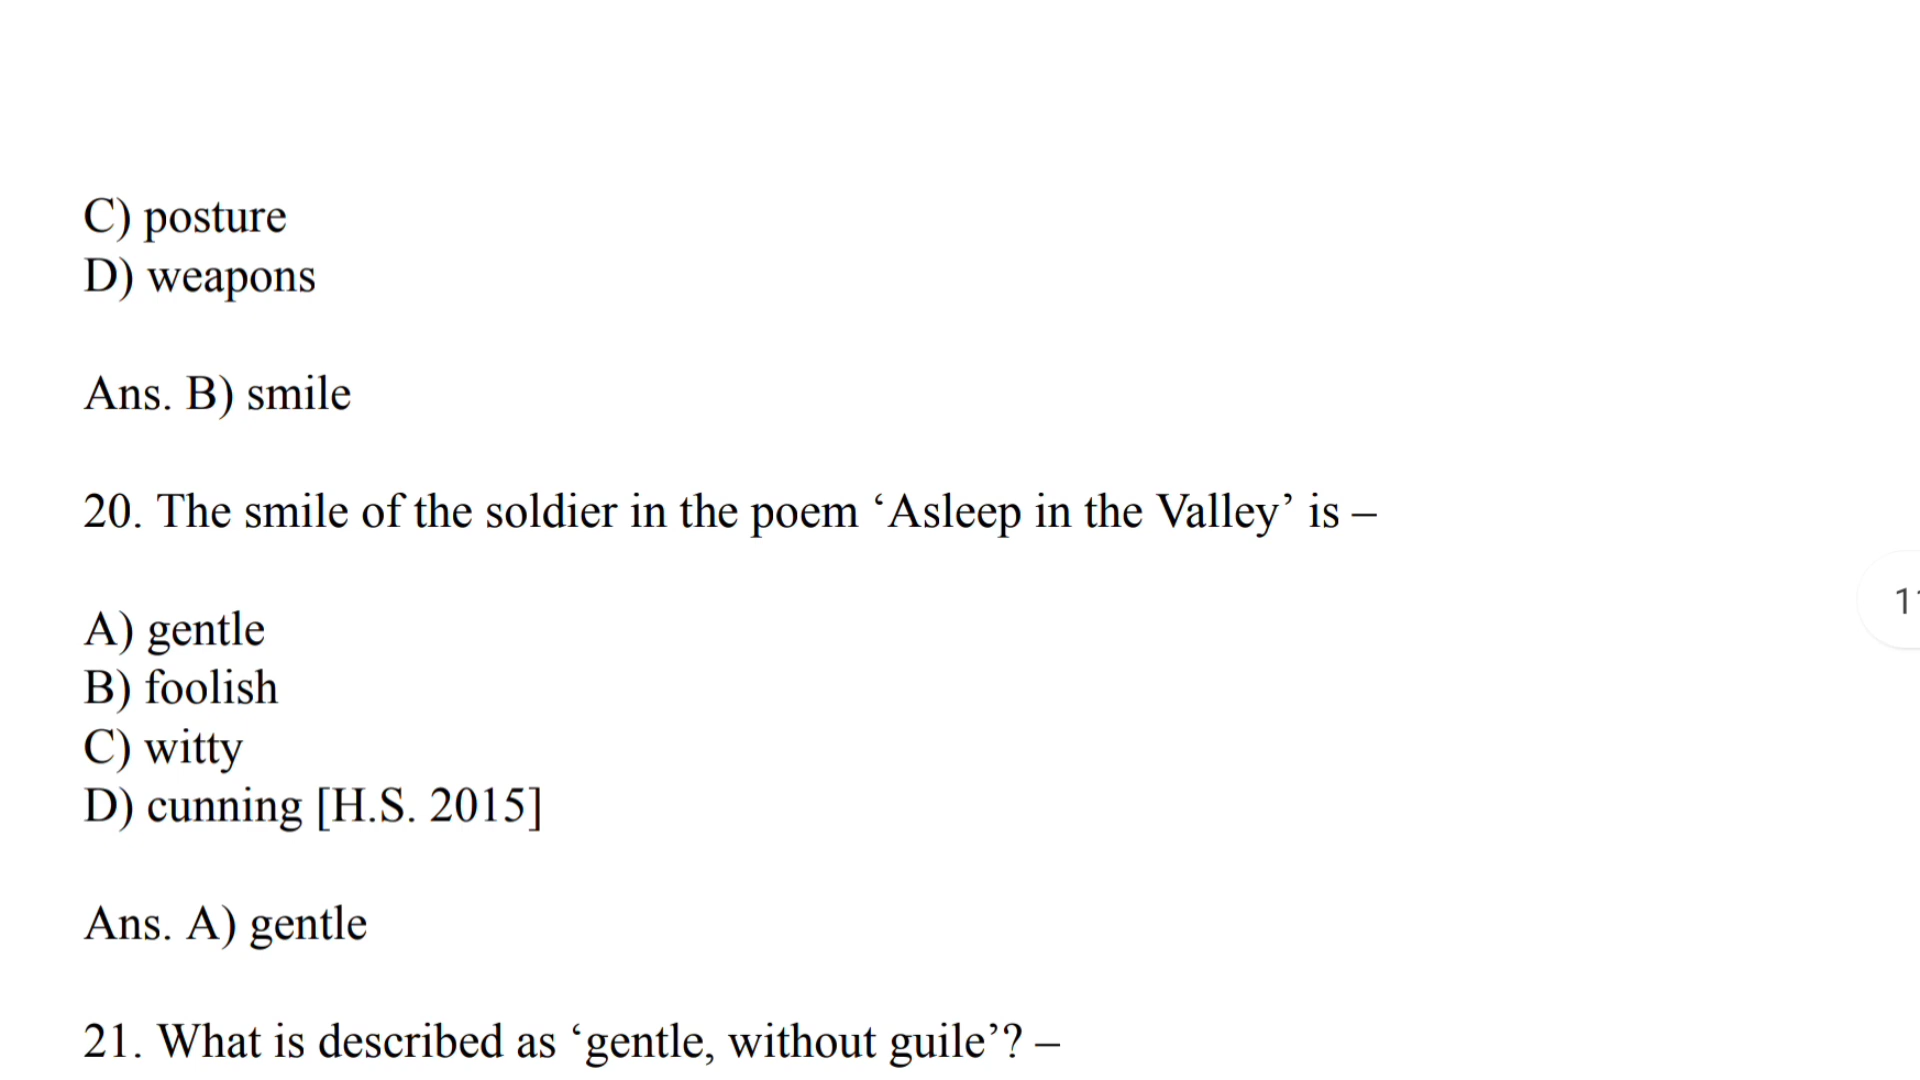 C) posture
D) weapons
Ans. B) smile
20. The smile of the soldier in the poem ‘Asleep in the Valley’ is –
A) gentle
B) foolish
C) witty
D) cunning [H.S. 2015]
Ans. A) gentle
21. What is described as ‘gentle, without guile’? –